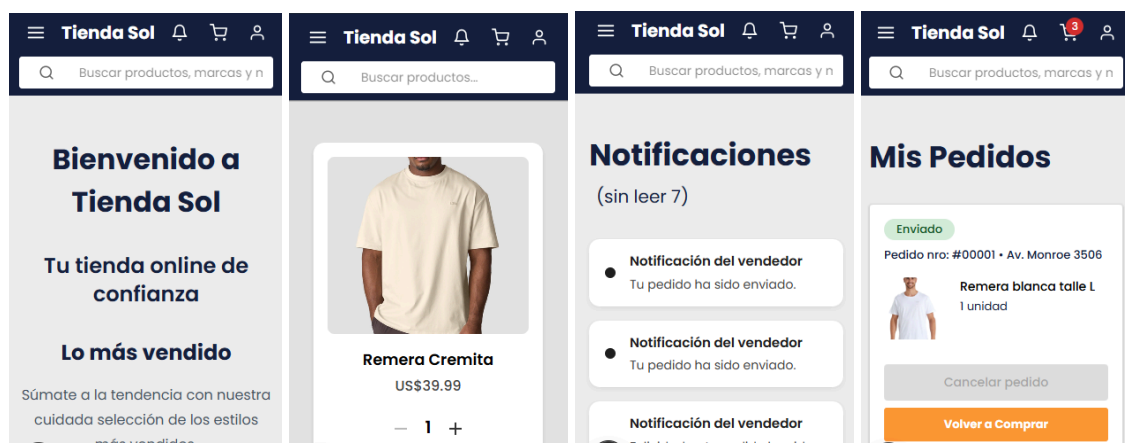 Tienda Sol
Buscar productos, marcas y n
Bienvenido a
Tienda Sol
Tu tienda online de
confianza
Lo más vendido
Súmate a la tendencia con nuestra
cuidada selección de los estilos
más vendidos
Tienda Sol
Buscar productos...
Remera Cremita
US$39.99
— 1 +
Tienda Sol
Buscar productos, marcas y n
Notificaciones
(sin leer 7)
Notificación del vendedor
Tu pedido ha sido enviado.
Notificación del vendedor
Tu pedido ha sido enviado.
Notificación del vendedor
Tienda Sol
3
Buscar productos, marcas y n
Mis Pedidos
Enviado
Pedido nro: #00001 • Av. Monroe 3506
Remera blanca talle L
1 unidad
Cancelar pedido
Volver a Comprar